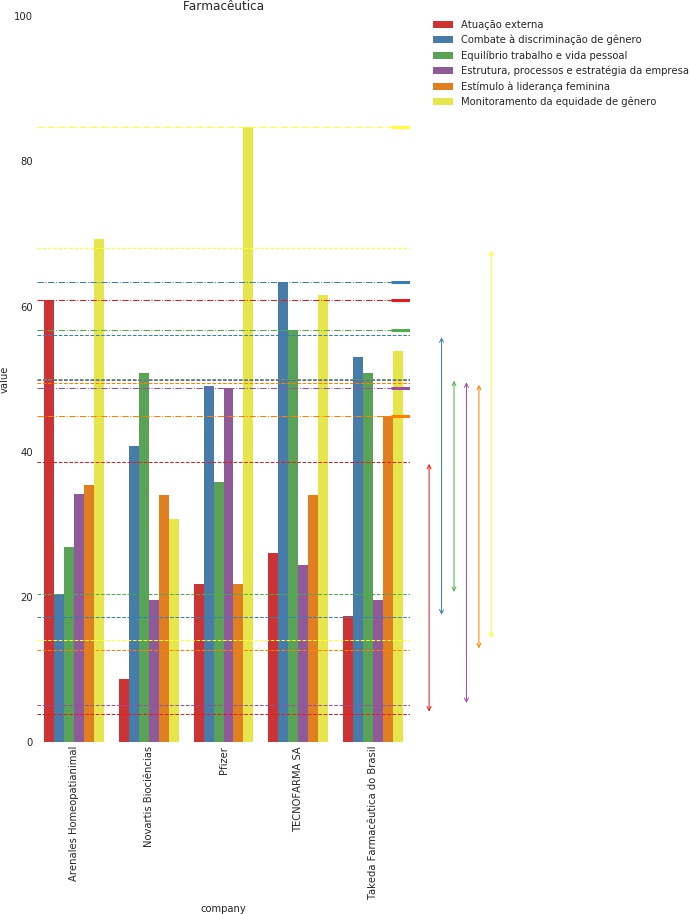 Farmacêutica
100
80
60
40
20
0
value
Atuação externa
Combate à discriminação de gênero
Equilíbrio trabalho e vida pessoal
Estrutura, processos e estratégia da empresa
Estímulo à liderança feminina
Monitoramento da equidade de gênero
Arenales Homeopatianimal
Novartis Biociências
Pfizer
TECNOFARMA SA
Takeda Farmacêutica do Brasil
company